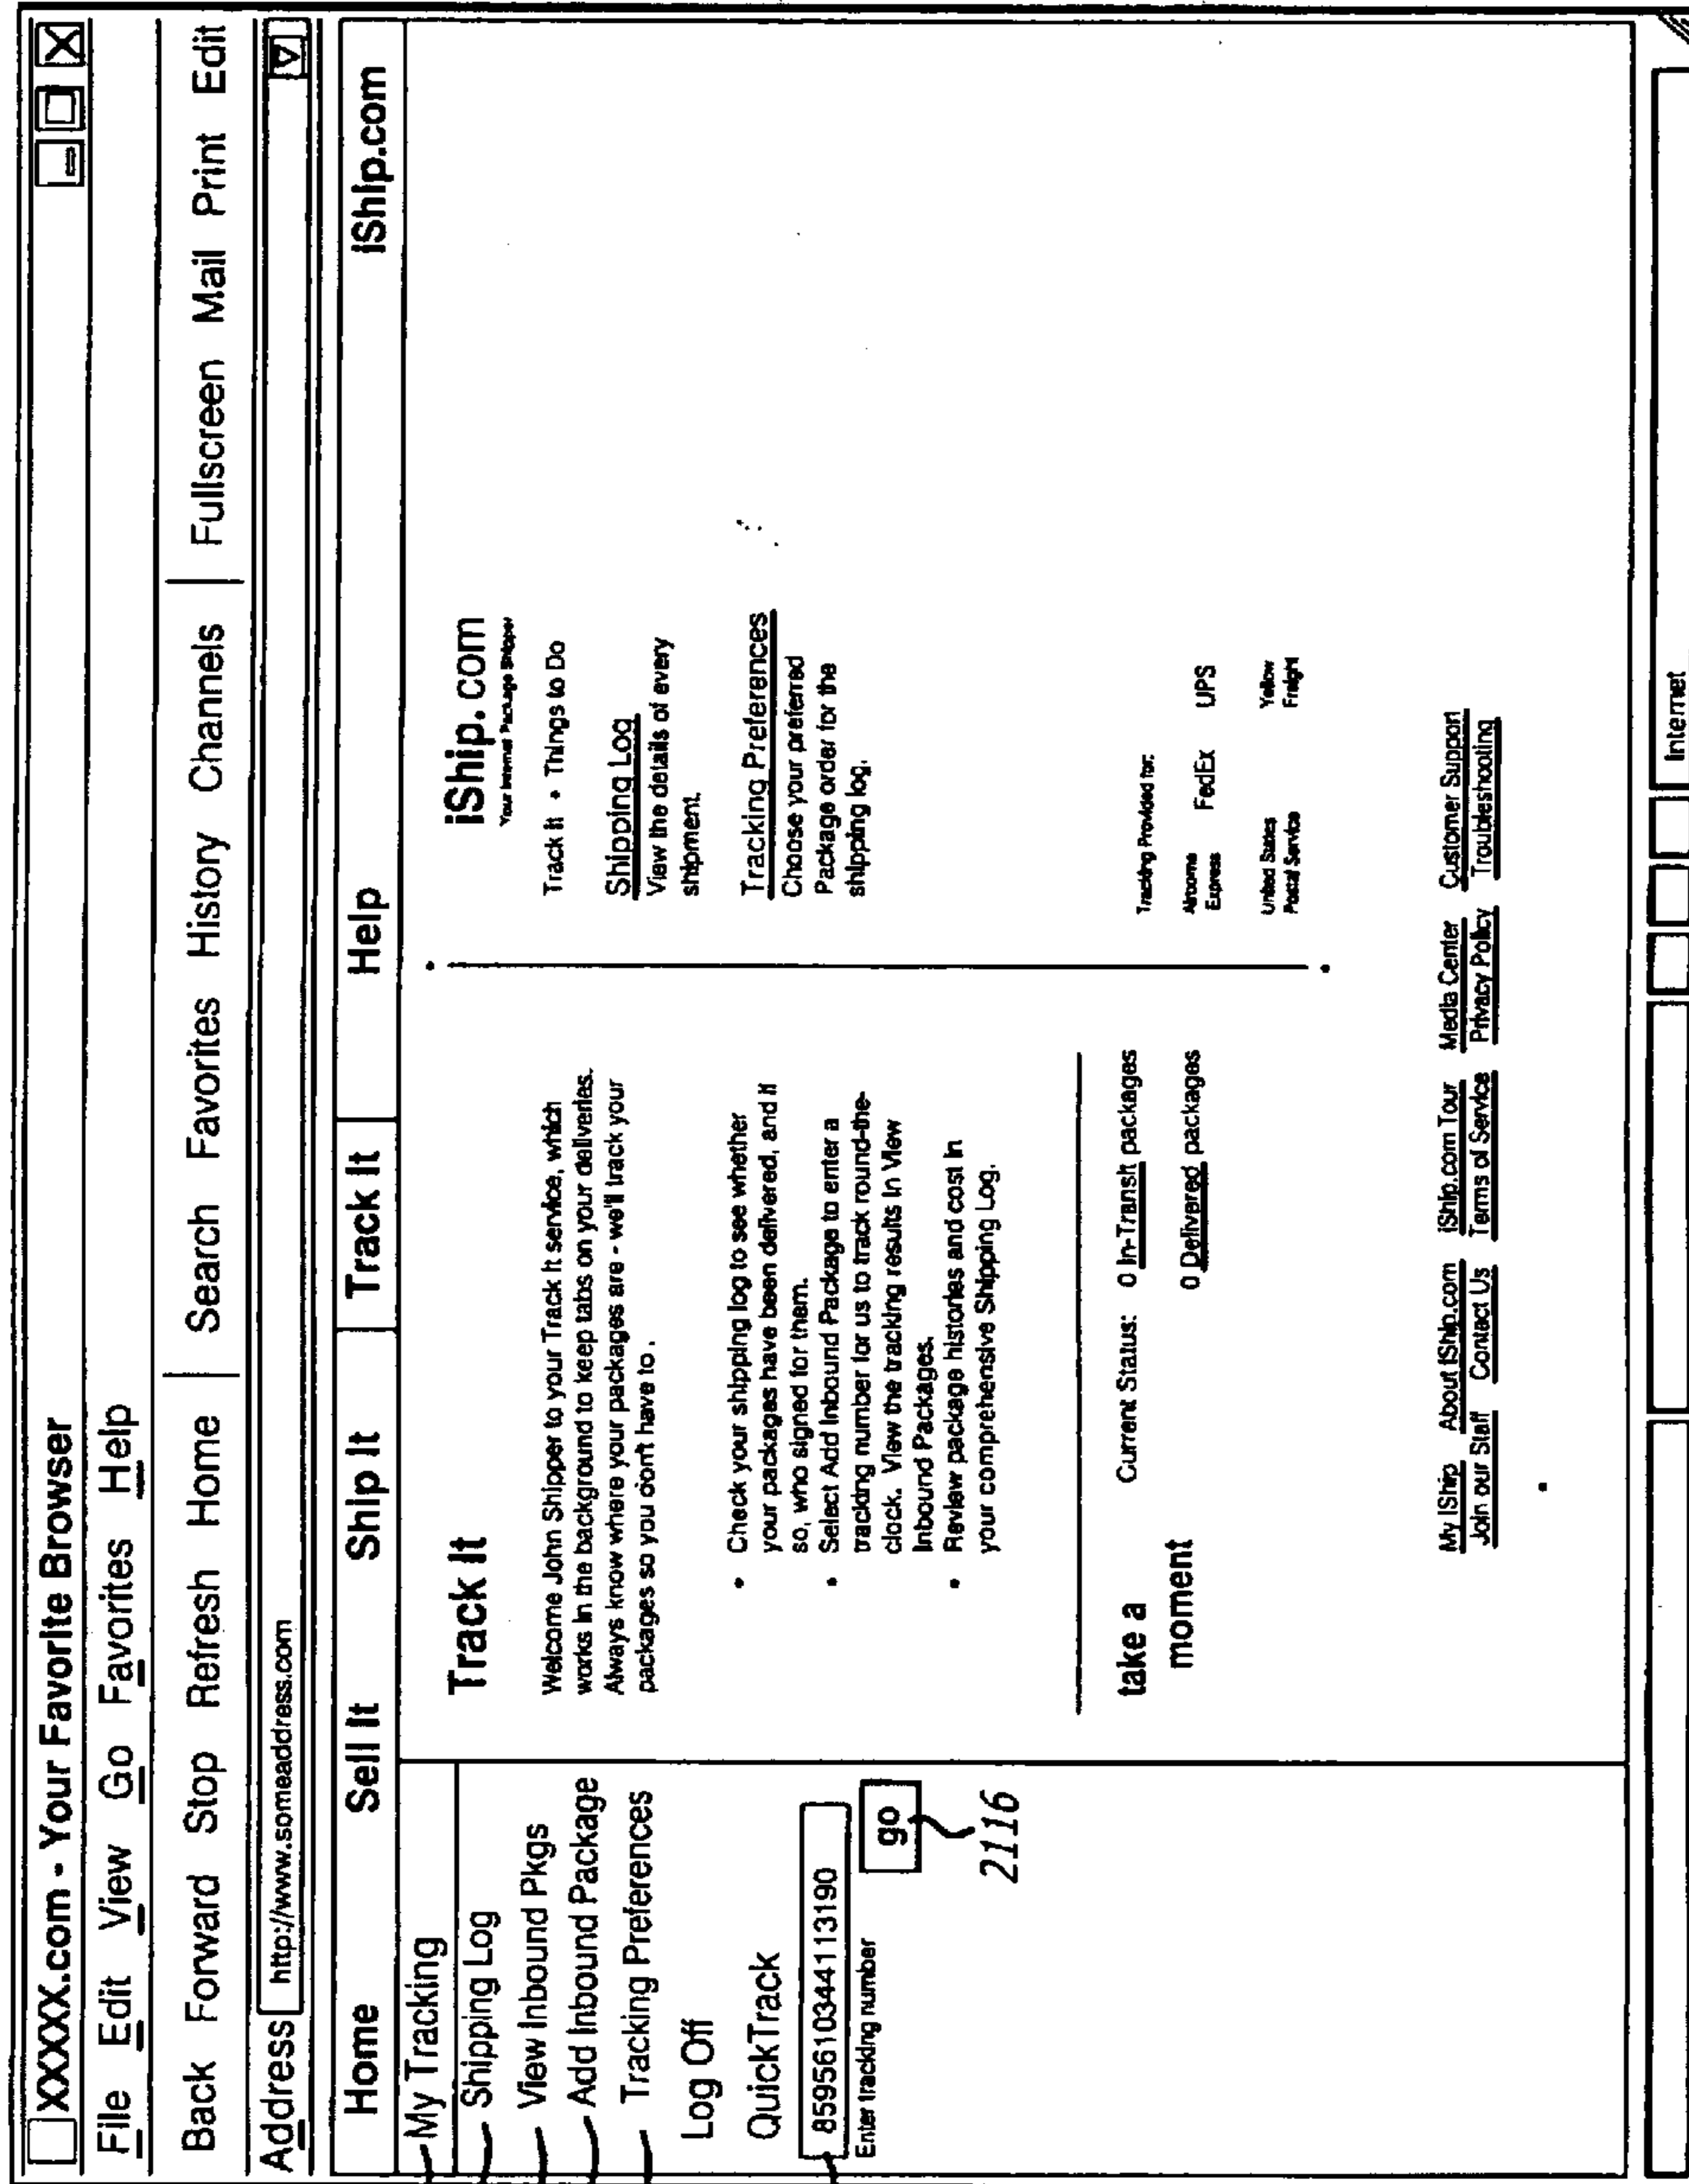 XXXXX.com - Your Favorite Browser
File Edit View Go Favorites Help
Back Forward Stop Refresh Home | Search Favorites History Channels | Fullscreen Mail Print Edit
Address http://www.someaddress.com
Home Sell It Ship It Track It Help iShip.com
My Tracking
Shipping Log
View Inbound Pkgs
Add Inbound Package
Tracking Preferences
Log Off
QuickTrack
85956103441113190
Enter tracking number
go
2116
Track It
Welcome John Shipper to your Track It service, which
works in the background to keep tabs on your deliveries.
Always know where your packages are - we'll track your
packages so you don't have to .
• Check your shipping log to see whether
your packages have been delivered, and if
so, who signed for them.
• Select Add Inbound Package to enter a
tracking number for us to track round-the-
clock. View the tracking results in View
Inbound Packages.
• Review package histories and cost in
your comprehensive Shipping Log.
take a
moment
Current Status: 0 In-Transit packages
0 Delivered packages
iShip.com
Your Internet Package Shipper
Track It • Things to Do
Shipping Log
View the details of every
shipment.
Tracking Preferences
Choose your preferred
Package order for the
shipping log.
Tracking Provided for:
Airborne
Express
FedEx
UPS
United States
Postal Service
Yellow
Freight
My iShip About iShip.com iShip.com Tour Media Center Customer Support
Join our Staff Contact Us Terms of Service Privacy Policy Troubleshooting
Internet